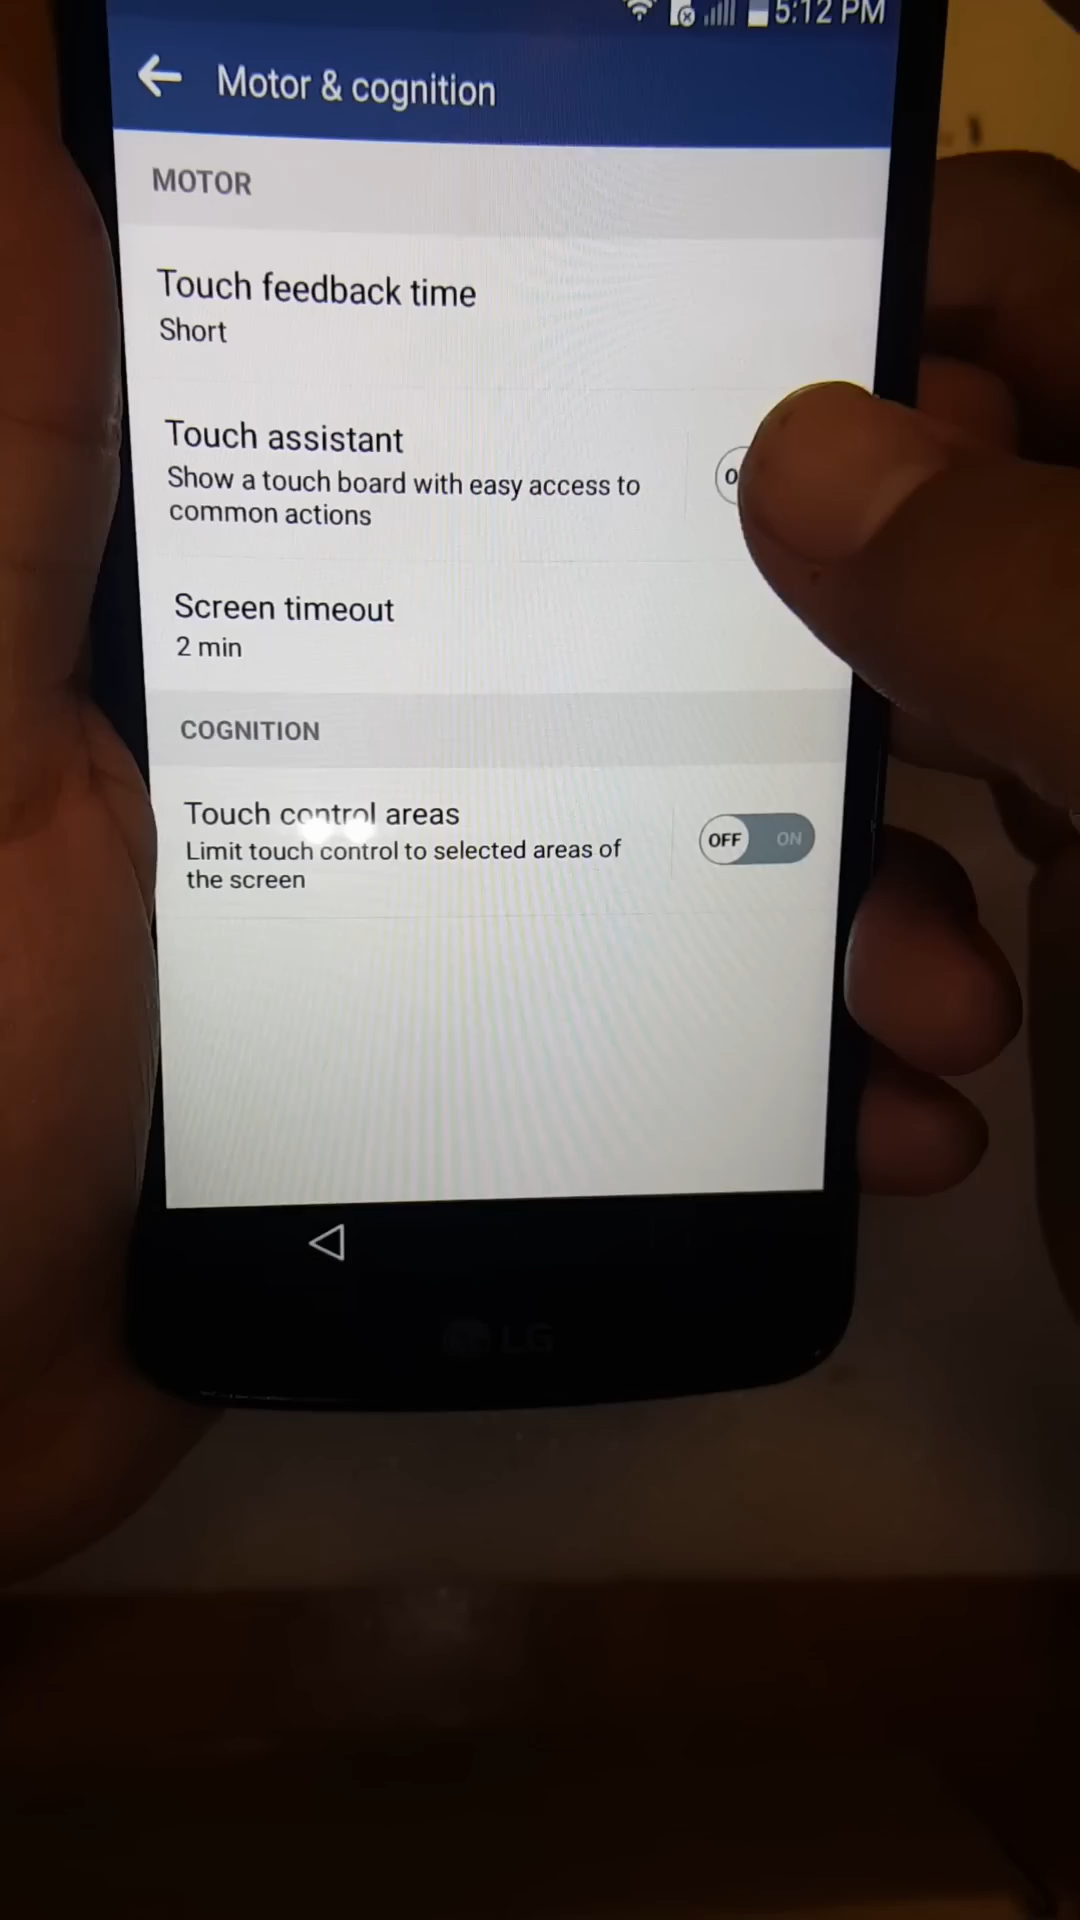 5:12 PM
Motor & cognition
MOTOR
Touch feedback time
Short
Touch assistant
Show a touch board with easy access to
common actions
Screen timeout
2 min
COGNITION
Touch control areas
Limit touch control to selected areas of
the screen
OFF ON
LG